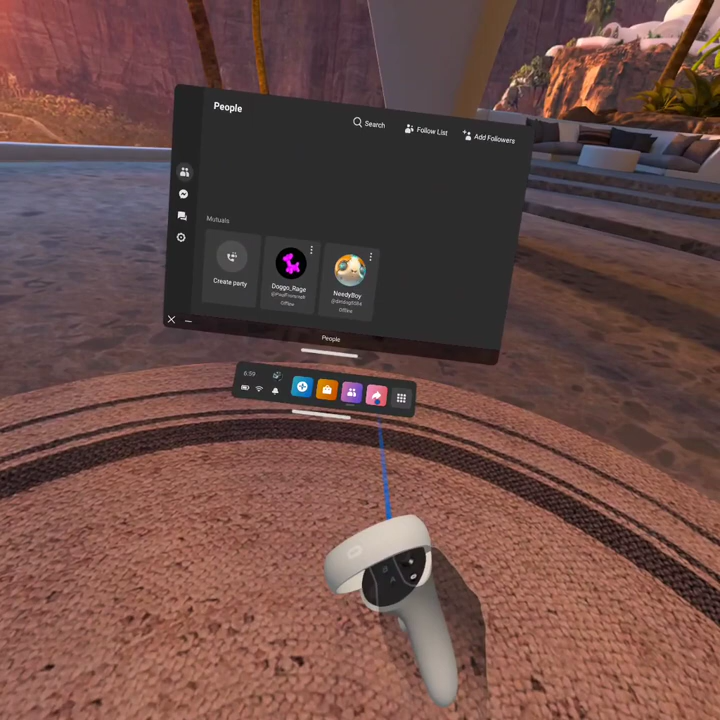 People
Search
Follow List
Add Followers
Mutuals
Create party
Doggo_Rage
Offline
NeedyBoy
Offline
People
6:59